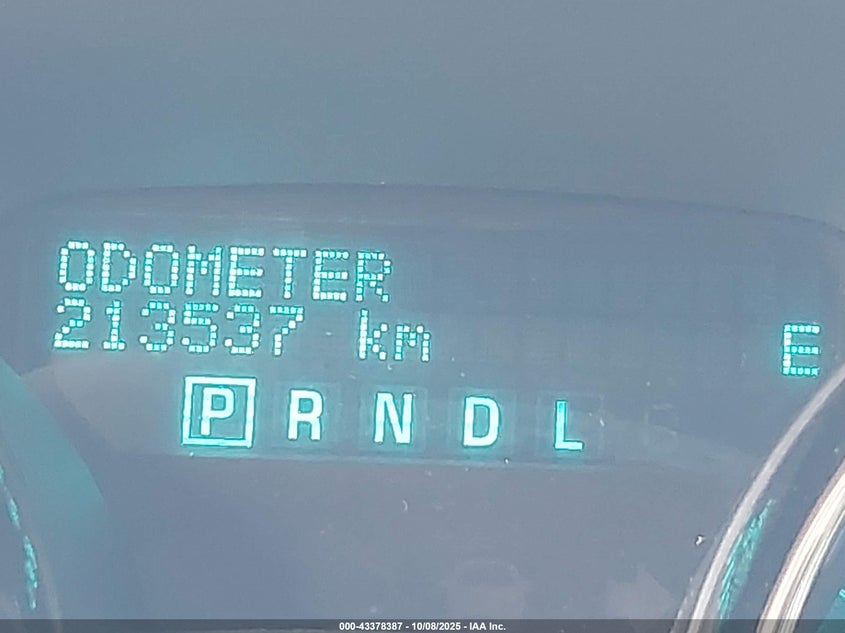 ODOMETER
213537 km
E
P R N D L
000-43378387 - 10/08/2025 - IAA Inc.